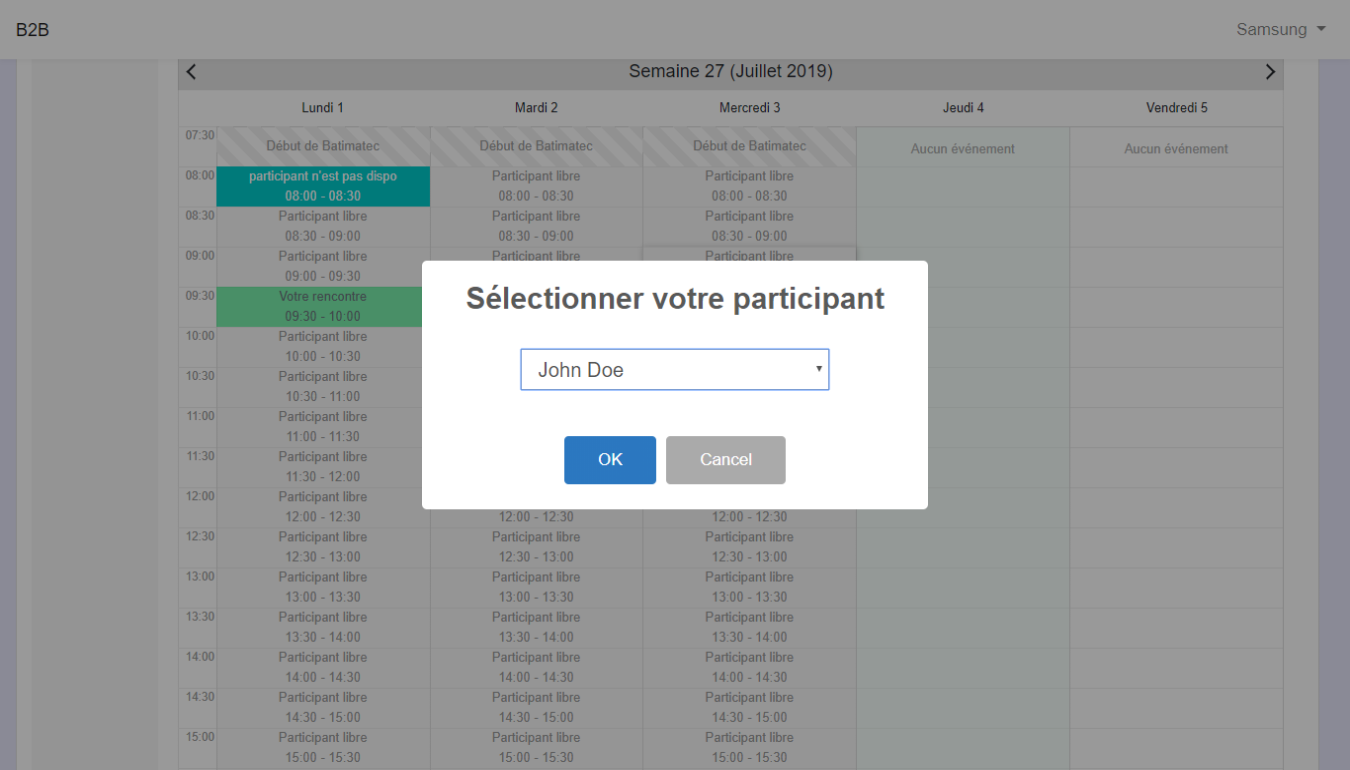 B2B
Samsung
Semaine 27 (Juillet 2019)
Lundi 1 Mardi 2 Mercredi 3 Jeudi 4 Vendredi 5
07:30 Début de Batimatec Début de Batimatec Début de Batimatec Aucun événement Aucun événement
08:00 participant n'est pas dispo Participant libre Participant libre
08:00 - 08:30 08:00 - 08:30 08:00 - 08:30
08:30 Participant libre Participant libre Participant libre
08:30 - 09:00 08:30 - 09:00 08:30 - 09:00
09:00 Participant libre Participant libre Participant libre
09:00 - 09:30
09:30 Votre rencontre
09:30 - 10:00
10:00 Participant libre
10:00 - 10:30
10:30 Participant libre
10:30 - 11:00
11:00 Participant libre
11:00 - 11:30
11:30 Participant libre
11:30 - 12:00
12:00 Participant libre
12:00 - 12:30 12:00 - 12:30 12:00 - 12:30
12:30 Participant libre Participant libre Participant libre
12:30 - 13:00 12:30 - 13:00 12:30 - 13:00
13:00 Participant libre Participant libre Participant libre
13:00 - 13:30 13:00 - 13:30 13:00 - 13:30
13:30 Participant libre Participant libre Participant libre
13:30 - 14:00 13:30 - 14:00 13:30 - 14:00
14:00 Participant libre Participant libre Participant libre
14:00 - 14:30 14:00 - 14:30 14:00 - 14:30
14:30 Participant libre Participant libre Participant libre
14:30 - 15:00 14:30 - 15:00 14:30 - 15:00
15:00 Participant libre Participant libre Participant libre
15:00 - 15:30 15:00 - 15:30 15:00 - 15:30
Sélectionner votre participant
John Doe
OK Cancel